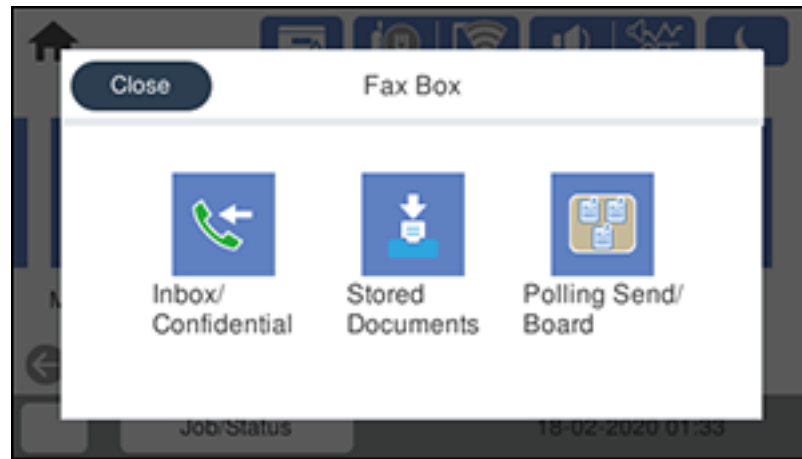 Close
Fax Box
Inbox/
Confidential
Stored
Documents
Polling Send/
Board
Job/Status
18-02-2020 01:33